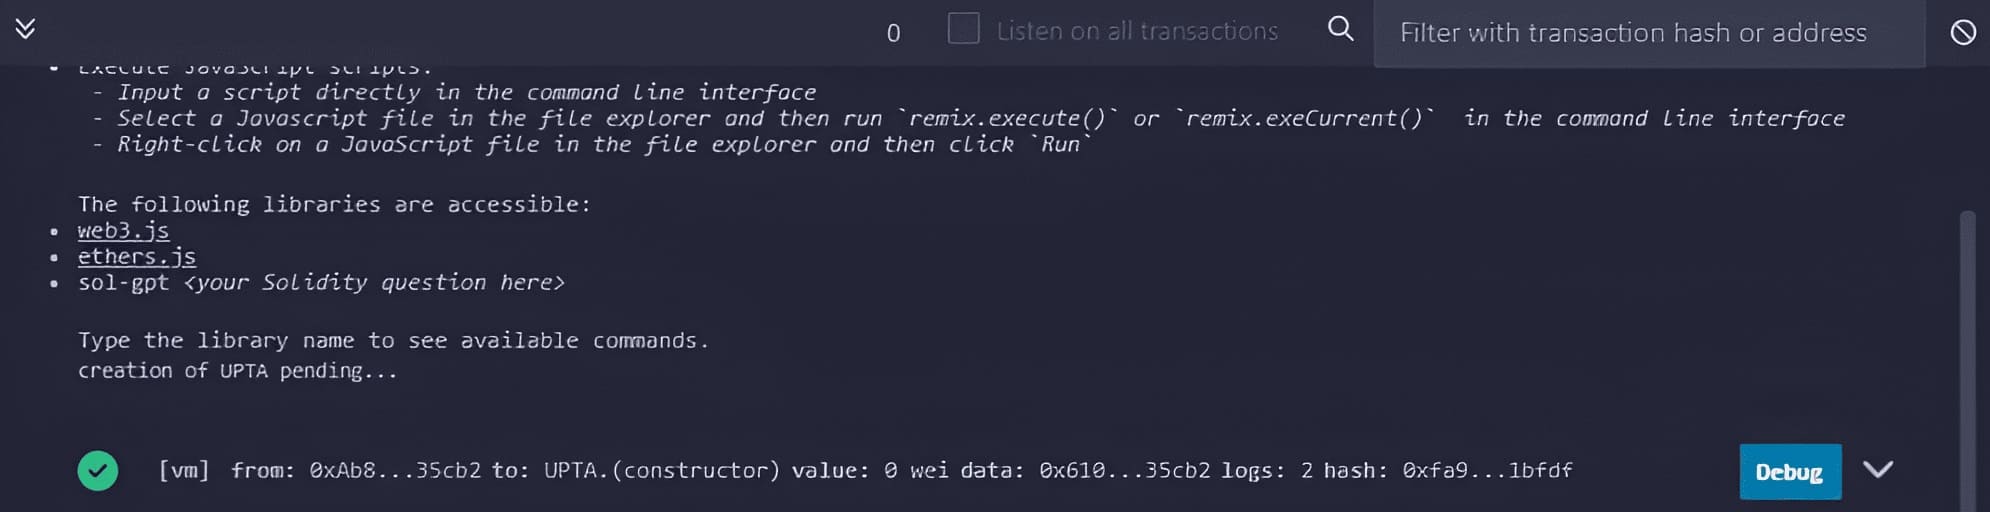 0 Listen on all transactions Filter with transaction hash or address
• Execute JavaScript scripts:
- Input a script directly in the command line interface
- Select a Javascript file in the file explorer and then run `remix.execute()` or `remix.exeCurrent()` in the command line interface
- Right-click on a JavaScript file in the file explorer and then click `Run`
The following libraries are accessible:
• web3.js
• ethers.js
• sol-gpt <your Solidity question here>
Type the library name to see available commands.
creation of UPTA pending...
[vm] from: 0xAb8...35cb2 to: UPTA.(constructor) value: 0 wei data: 0x610...35cb2 logs: 2 hash: 0xfa9...1bfdf Debug